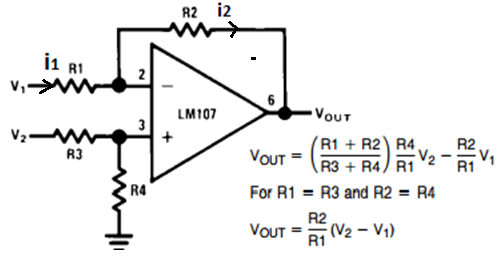 R2 i2
i1 R1
V1
2
6
LM107
VOUT
3
V2
R3
R4
VOUT = ((R1 + R2)/(R3 + R4)) R4/R1 V2 − R2/R1 V1
For R1 = R3 and R2 = R4
VOUT = R2/R1 (V2 − V1)